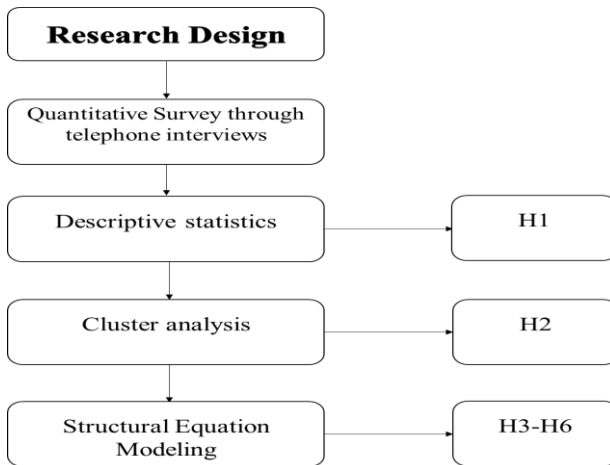 Research Design
Quantitative Survey through
telephone interviews
Descriptive statistics
H1
Cluster analysis
H2
Structural Equation
Modeling
H3-H6